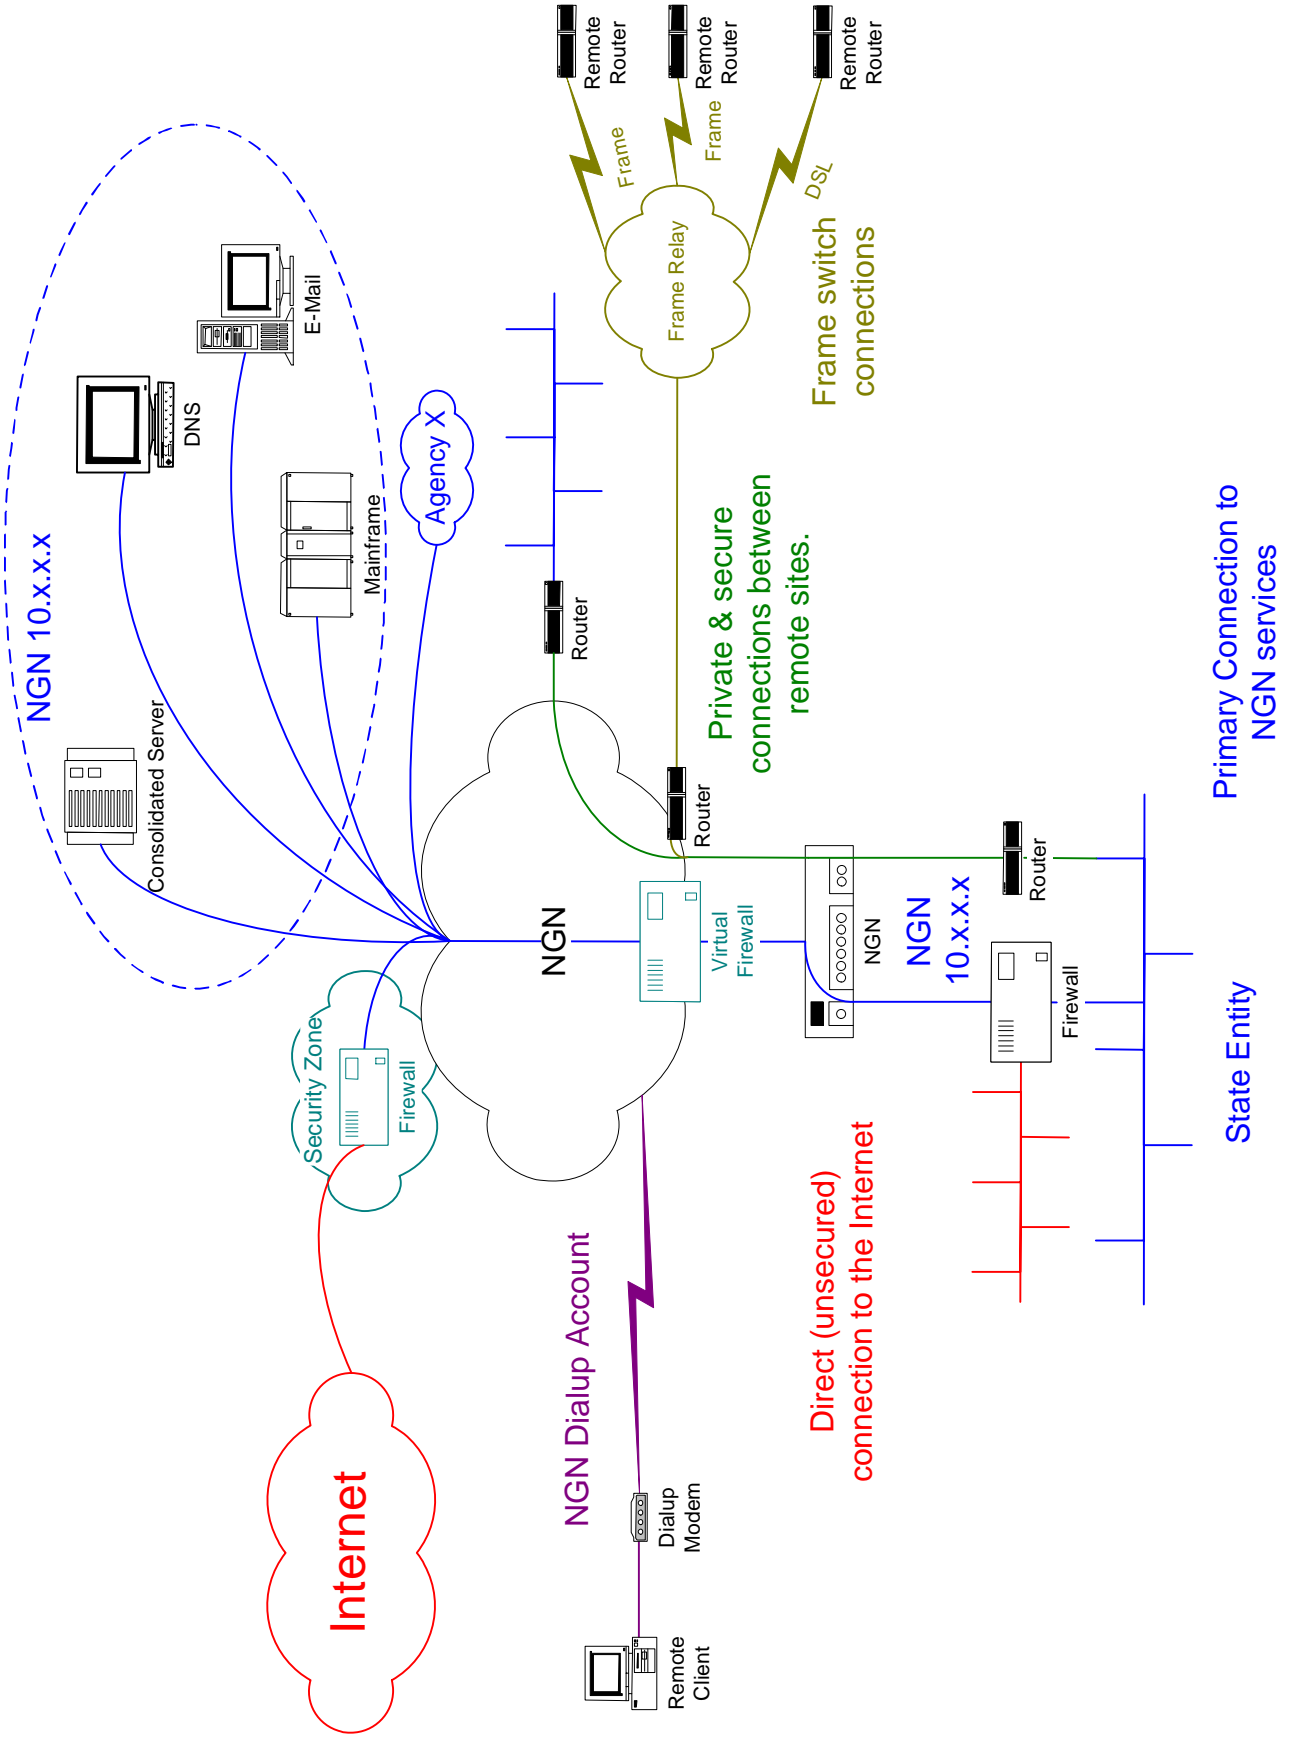 NGN 10.x.x.x
Consolidated Server
DNS
E-Mail
Mainframe
Agency X
Internet
Security Zone
Firewall
NGN
Virtual
Firewall
Router
Router
Private & secure
connections between
remote sites.
Frame Relay
Frame
Frame
DSL
Remote
Router
Remote
Router
Remote
Router
Frame switch
connections
NGN Dialup Account
Remote
Client
Dialup
Modem
NGN
NGN
10.x.x.x
Firewall
Router
Direct (unsecured)
connection to the Internet
State Entity
Primary Connection to
NGN services